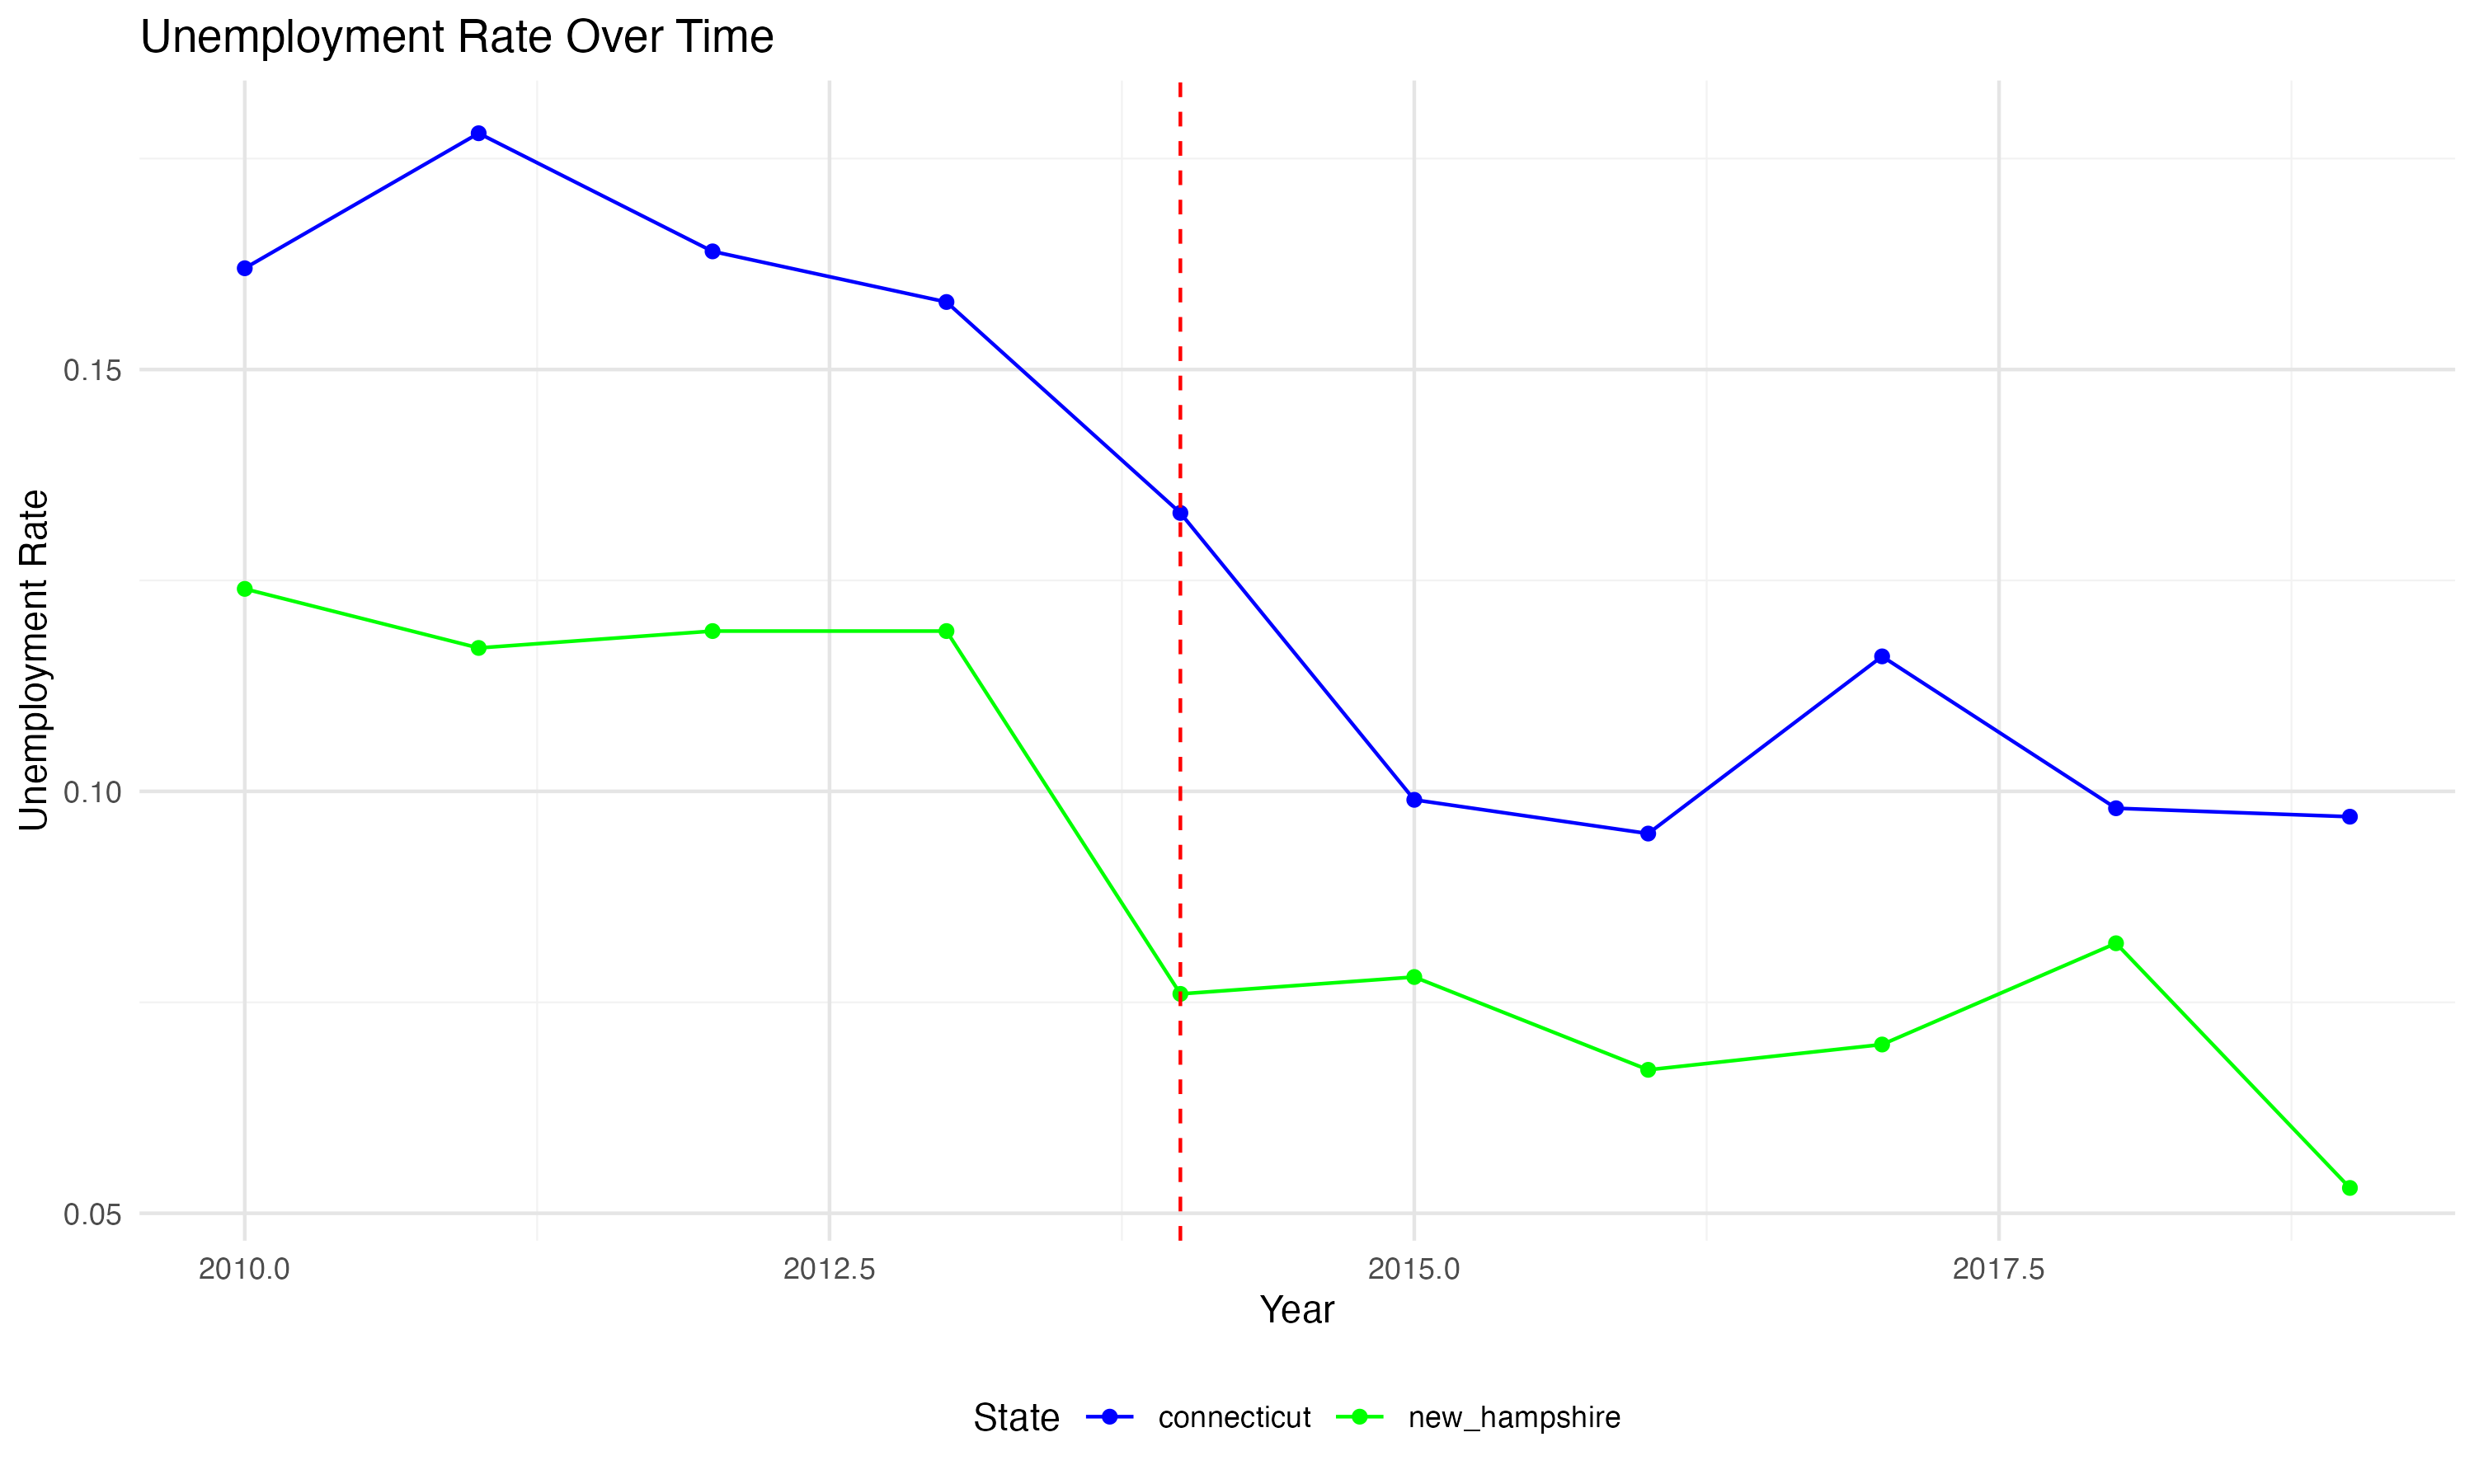 Unemployment Rate Over Time
Unemployment Rate
0.15
0.10
0.05
2010.0 2012.5 2015.0 2017.5
Year
State connecticut new_hampshire